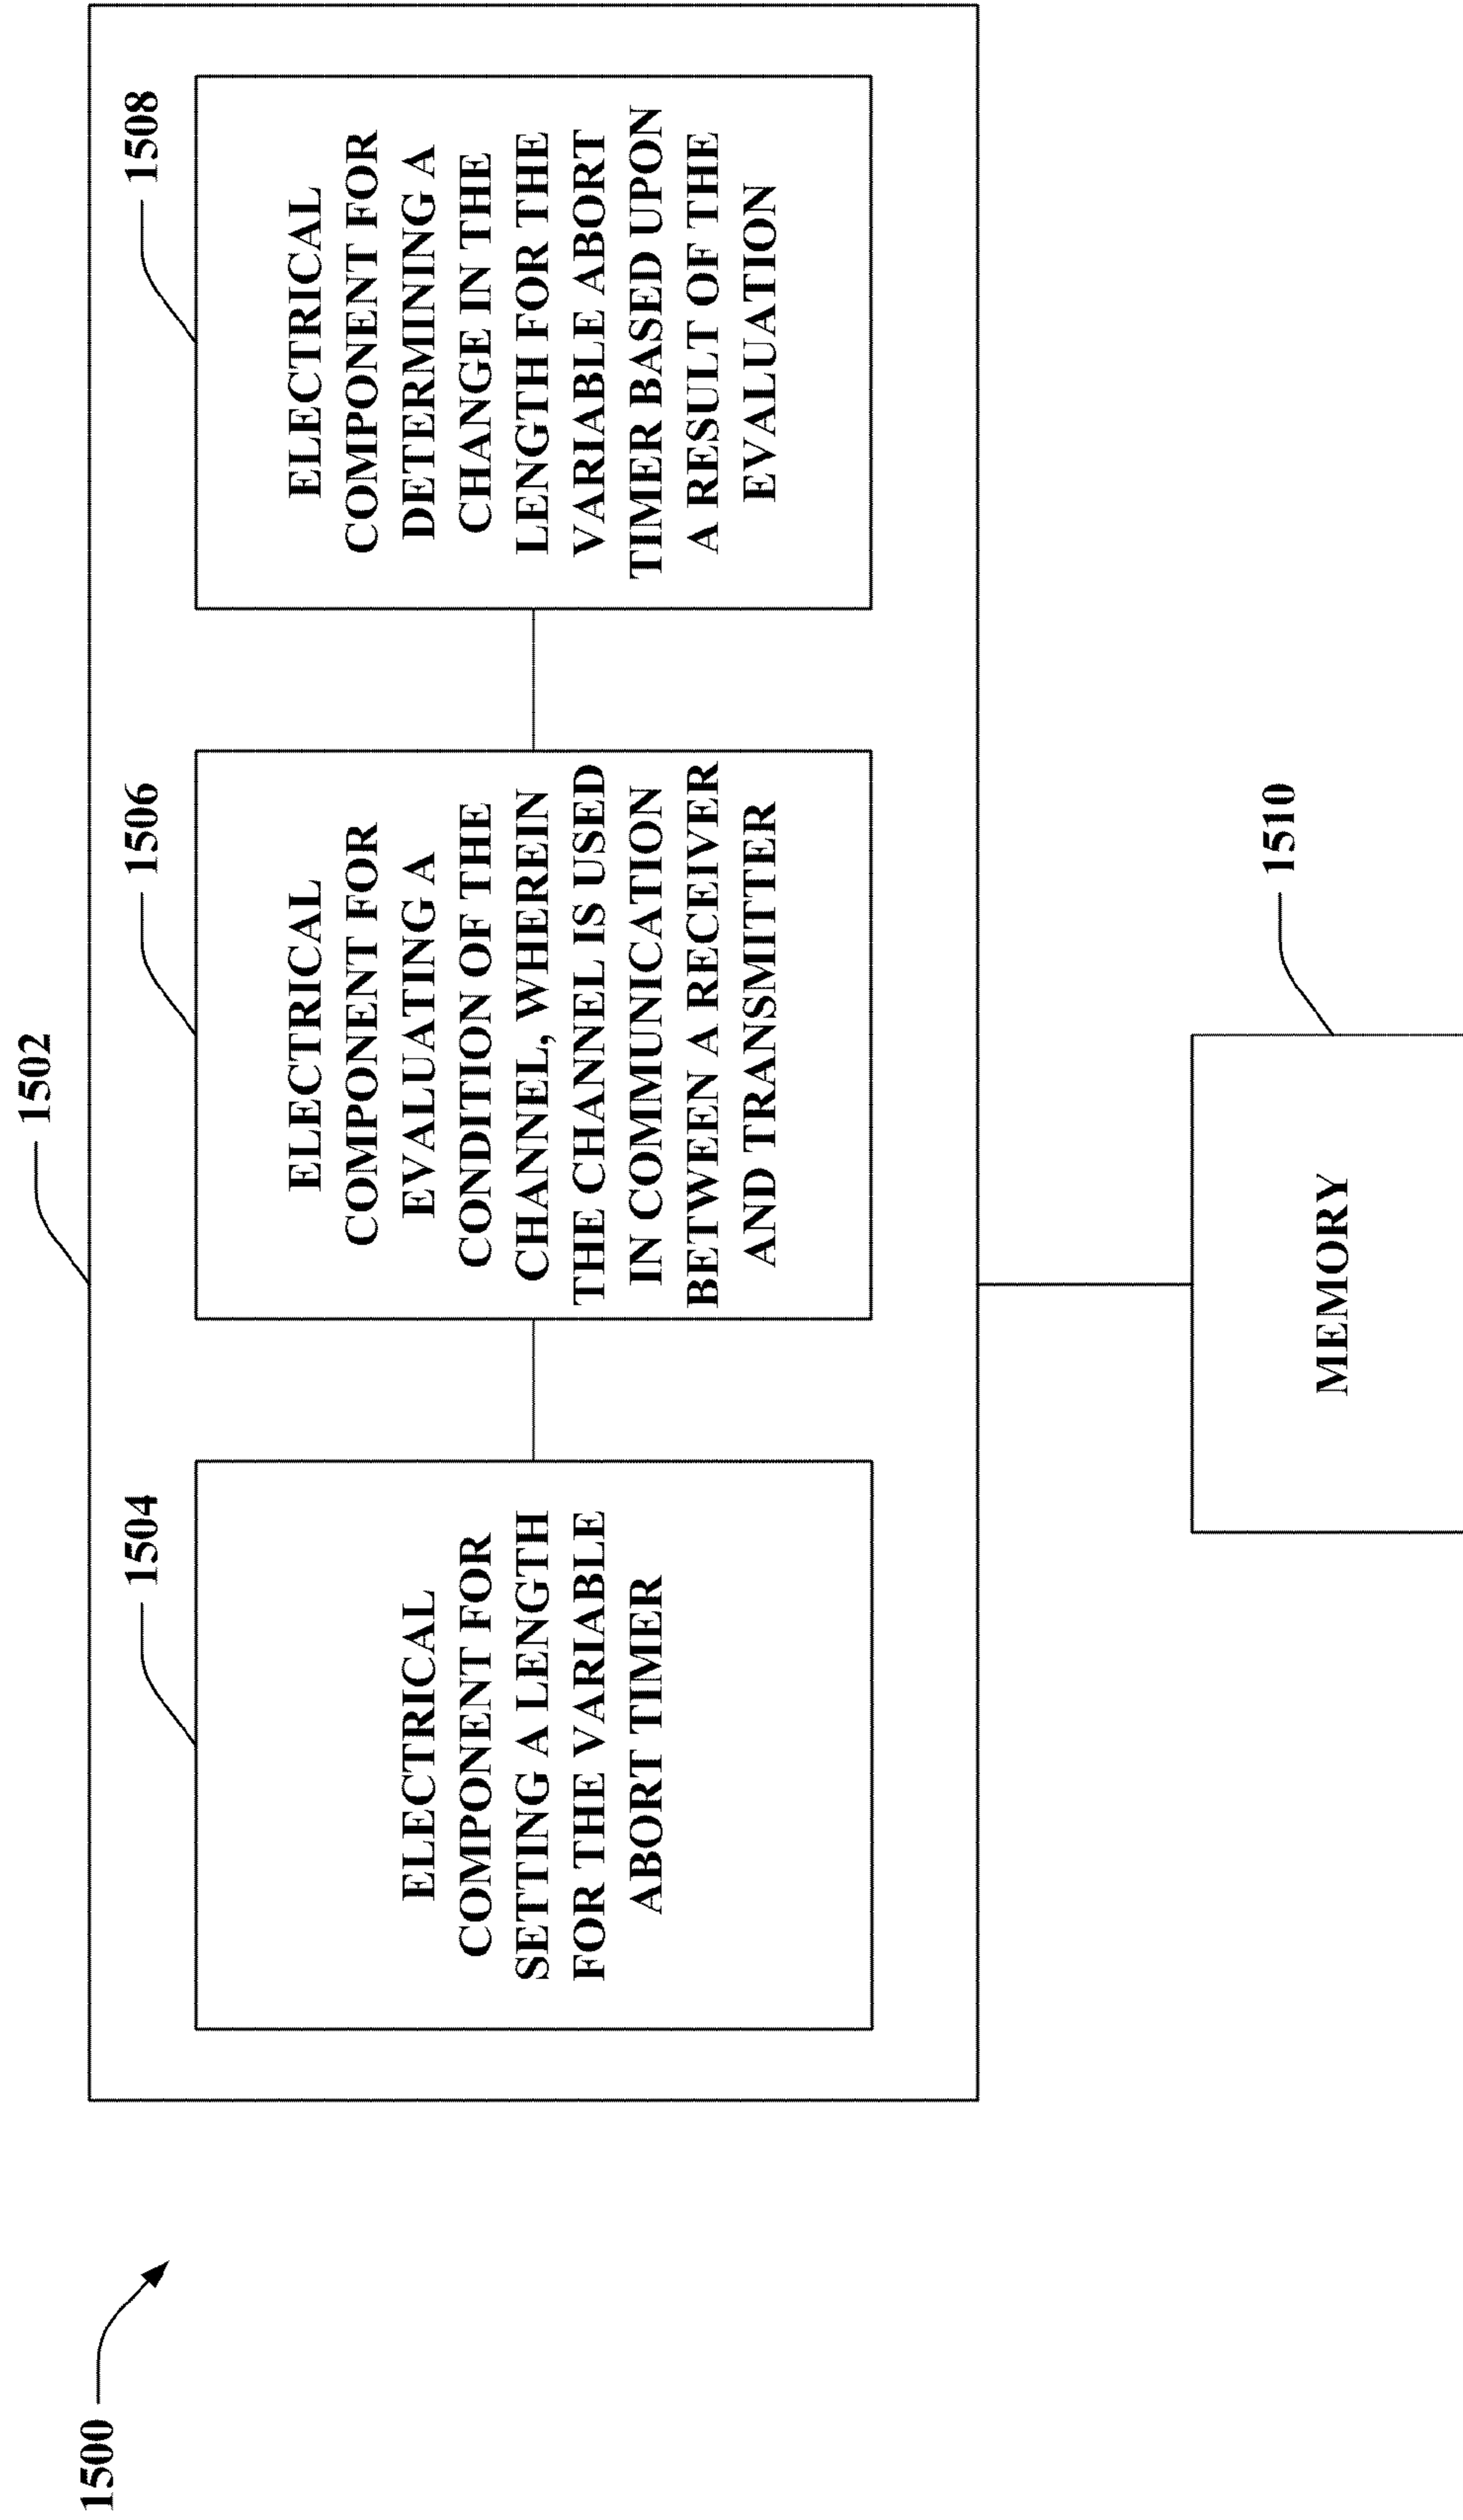 1500
1502
1504
ELECTRICAL
COMPONENT FOR
SETTING A LENGTH
FOR THE VARIABLE
ABORT TIMER
1506
ELECTRICAL
COMPONENT FOR
EVALUATING A
CONDITION OF THE
CHANNEL, WHEREIN
THE CHANNEL IS USED
IN COMMUNICATION
BETWEEN A RECEIVER
AND TRANSMITTER
1508
ELECTRICAL
COMPONENT FOR
DETERMINING A
CHANGE IN THE
LENGTH FOR THE
VARIABLE ABORT
TIMER BASED UPON
A RESULT OF THE
EVALUATION
1510
MEMORY